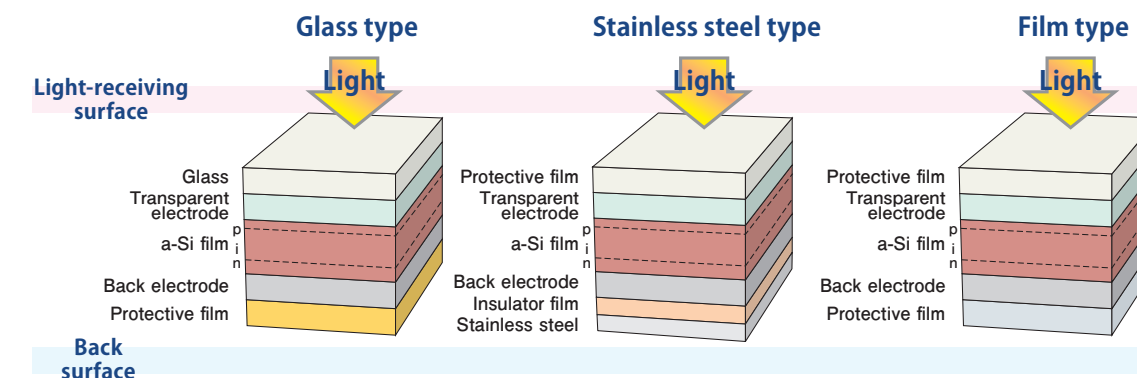 Glass type
Stainless steel type
Film type
Light
Light
Light
Light-receiving
surface
Glass
Transparent
electrode
p
a-Si film
i
n
Back electrode
Protective film
Protective film
Transparent
electrode
p
a-Si film
i
n
Back electrode
Insulator film
Stainless steel
Protective film
Transparent
electrode
p
a-Si film
i
n
Back electrode
Protective film
Back
surface